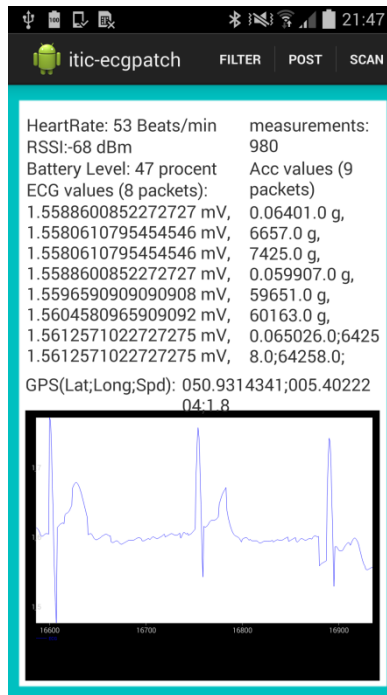 100
21:47
itic-ecgpatch FILTER POST SCAN
HeartRate: 53 Beats/min
RSSI:-68 dBm
Battery Level: 47 procent
ECG values (8 packets):
1.5588600852272727 mV,
1.5580610795454546 mV,
1.5580610795454546 mV,
1.5588600852272727 mV,
1.5596590909090908 mV,
1.5604580965909092 mV,
1.5612571022727275 mV,
1.5612571022727275 mV,
measurements:
980
Acc values (9
packets)
0.06401.0 g,
6657.0 g,
7425.0 g,
0.059907.0 g,
59651.0 g,
60163.0 g,
0.065026.0;6425
8.0;64258.0;
GPS(Lat;Long;Spd): 050.9314341;005.40222
04;1.8
16600 16700 16800 16900